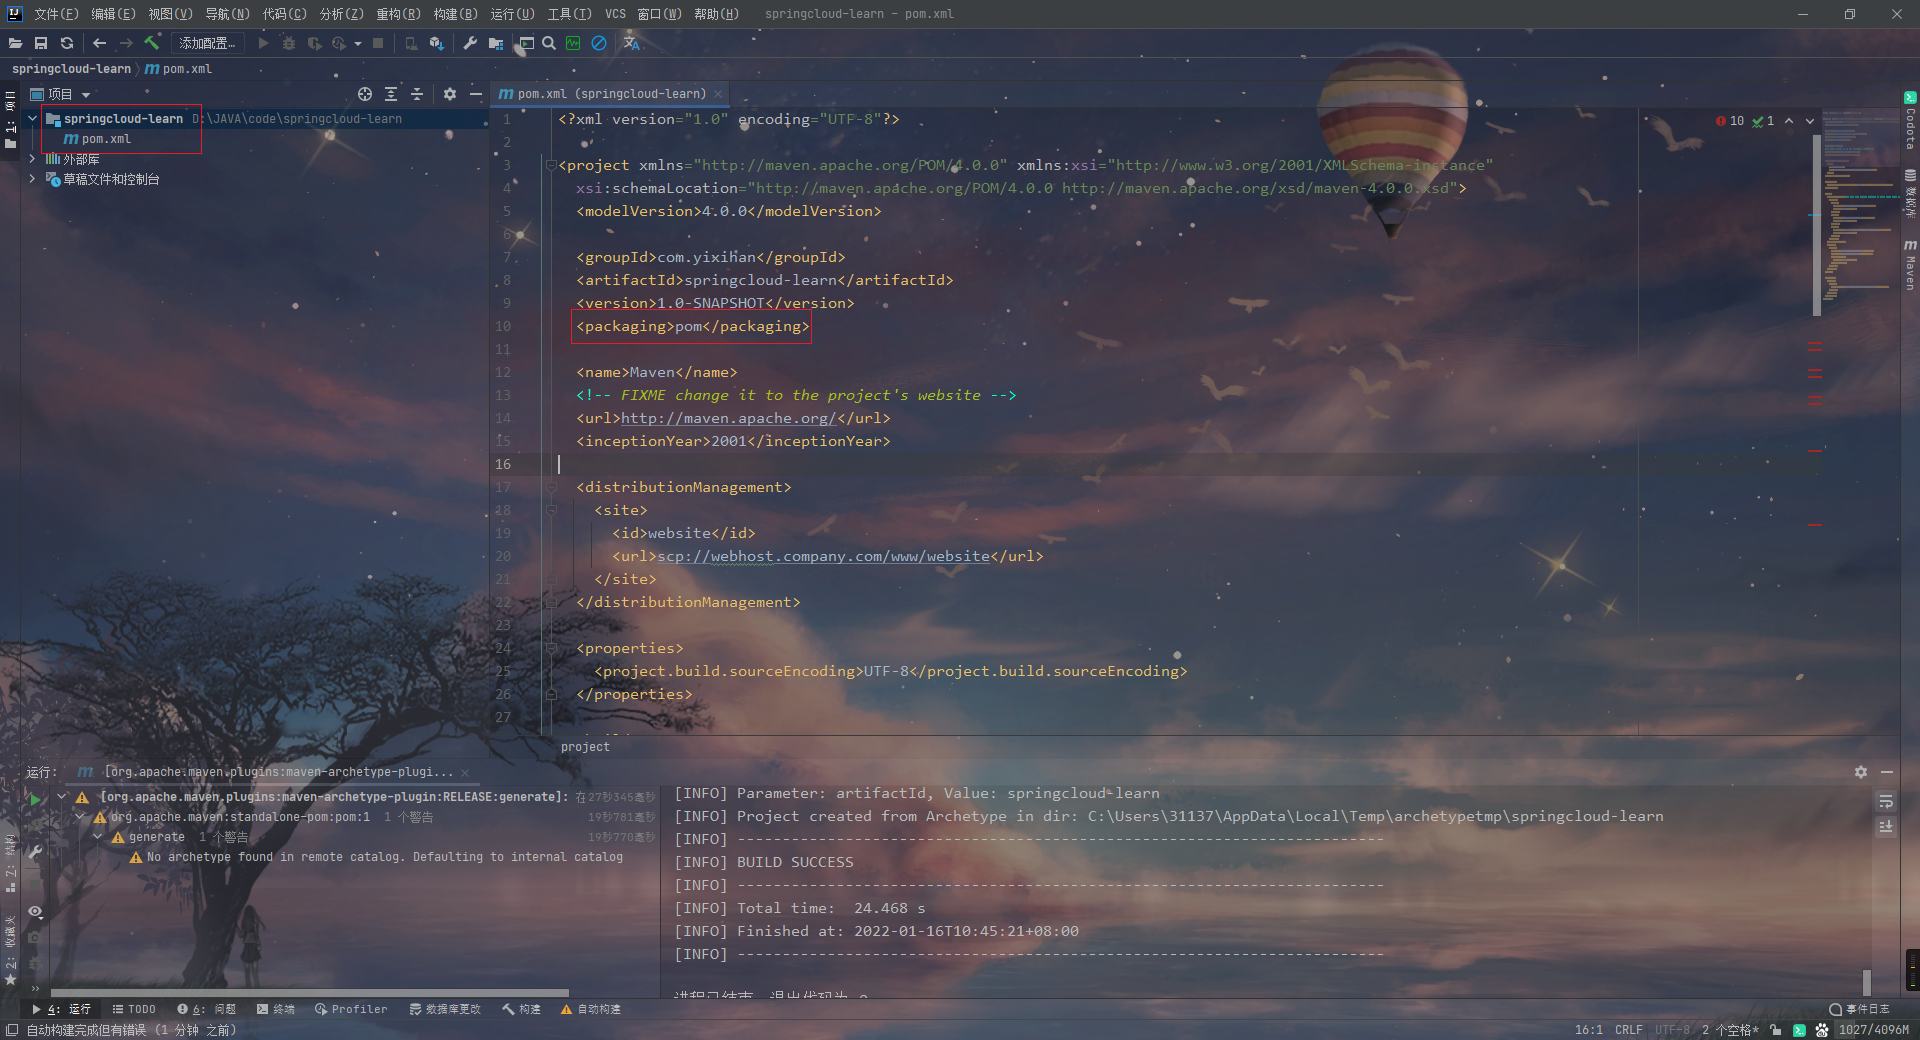 文件(F) 编辑(E) 视图(V) 导航(N) 代码(C) 分析(Z) 重构(R) 构建(B) 运行(U) 工具(T) VCS 窗口(W) 帮助(H) springcloud-learn - pom.xml
添加配置...
springcloud-learn m pom.xml
项目
springcloud-learn D:\JAVA\code\springcloud-learn
m pom.xml
外部库
草稿文件和控制台
1: 项目
m pom.xml (springcloud-learn)
10 1
1 <?xml version="1.0" encoding="UTF-8"?>
2
3 <project xmlns="http://maven.apache.org/POM/4.0.0" xmlns:xsi="http://www.w3.org/2001/XMLSchema-instance"
4 xsi:schemaLocation="http://maven.apache.org/POM/4.0.0 http://maven.apache.org/xsd/maven-4.0.0.xsd">
5 <modelVersion>4.0.0</modelVersion>
6
7 <groupId>com.yixihan</groupId>
8 <artifactId>springcloud-learn</artifactId>
9 <version>1.0-SNAPSHOT</version>
10 <packaging>pom</packaging>
11
12 <name>Maven</name>
13 <!-- FIXME change it to the project's website -->
14 <url>http://maven.apache.org/</url>
15 <inceptionYear>2001</inceptionYear>
16
17 <distributionManagement>
18 <site>
19 <id>website</id>
20 <url>scp://webhost.company.com/www/website</url>
21 </site>
22 </distributionManagement>
23
24 <properties>
25 <project.build.sourceEncoding>UTF-8</project.build.sourceEncoding>
26 </properties>
27
project
Codota
数据库
m Maven
运行: m [org.apache.maven.plugins:maven-archetype-plugi...
[org.apache.maven.plugins:maven-archetype-plugin:RELEASE:generate]: 在27秒345毫秒
org.apache.maven:standalone-pom:pom:1 1 个警告 19秒781毫秒
generate 1 个警告 19秒770毫秒
No archetype found in remote catalog. Defaulting to internal catalog
[INFO] Parameter: artifactId, Value: springcloud-learn
[INFO] Project created from Archetype in dir: C:\Users\31137\AppData\Local\Temp\archetypetmp\springcloud-learn
[INFO] ------------------------------------------------------------------------
[INFO] BUILD SUCCESS
[INFO] ------------------------------------------------------------------------
[INFO] Total time:  24.468 s
[INFO] Finished at: 2022-01-16T10:45:21+08:00
[INFO] ------------------------------------------------------------------------
7: 结构
2: 收藏夹
4: 运行 TODO 6: 问题 终端 Profiler 数据库更改 构建 自动构建 事件日志
自动构建完成但有错误 (1 分钟 之前) 16:1 CRLF UTF-8 2 个空格* 1027/4096M